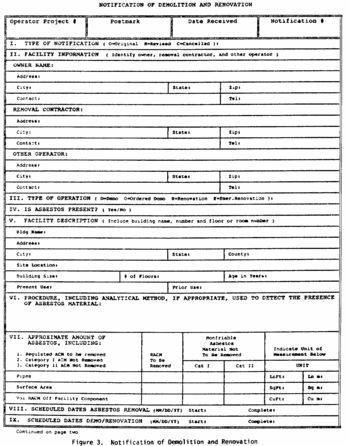 NOTIFICATION OF DEMOLITION AND RENOVATION
Operator Project # Postmark Date Received Notification #
I. TYPE OF NOTIFICATION ( O=Original R=Revised C=Cancelled ):
II. FACILITY INFORMATION ( Identify owner, removal contractor, and other operator )
OWNER NAME:
Address:
City: State: Zip:
Contact: Tel:
REMOVAL CONTRACTOR:
Address:
City: State: Zip:
Contact: Tel:
OTHER OPERATOR:
Address:
City: State: Zip:
Contact: Tel:
III. TYPE OF OPERATION ( D=Demo O=Ordered Demo R=Renovation E=Emer.Renovation ):
IV. IS ASBESTOS PRESENT? ( Yes/No )
V. FACILITY DESCRIPTION ( Include building name, number and floor or room number )
Bldg Name:
Address:
City: State: County:
Site Location:
Building Size: # of Floors: Age in Years:
Present Use: Prior Use:
VI. PROCEDURE, INCLUDING ANALYTICAL METHOD, IF APPROPRIATE, USED TO DETECT THE PRESENCE
OF ASBESTOS MATERIAL:
VII. APPROXIMATE AMOUNT OF
ASBESTOS, INCLUDING:
1. Regulated ACM to be removed
2. Category I ACM Not Removed
3. Category II ACM Not Removed
RACM
To Be
Removed
Nonfriable
Asbestos
Material Not
To Be Removed
Cat I Cat II
Indicate Unit of
Measurement Below
UNIT
Pipes LnFt: Ln m:
Surface Area SqFt: Sq m:
Vol RACM Off Facility Component CuFt: Cu m:
VIII. SCHEDULED DATES ASBESTOS REMOVAL (MM/DD/YY) Start: Complete:
IX. SCHEDULED DATES DEMO/RENOVATION (MM/DD/YY) Start: Complete:
Continued on page two
Figure 3. Notification of Demolition and Renovation